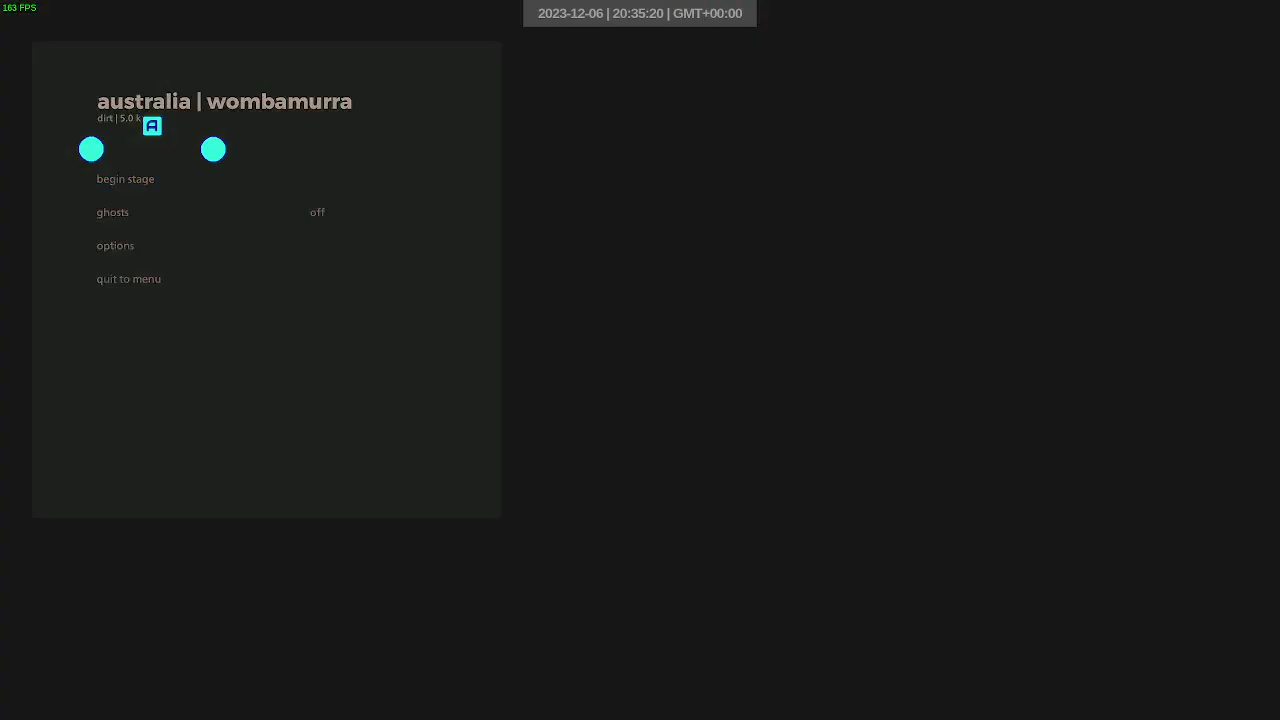 163 FPS
2023-12-06 | 20:35:20 | GMT+00:00
australia | wombamurra
dirt | 5.0 k
A
begin stage
ghosts off
options
quit to menu